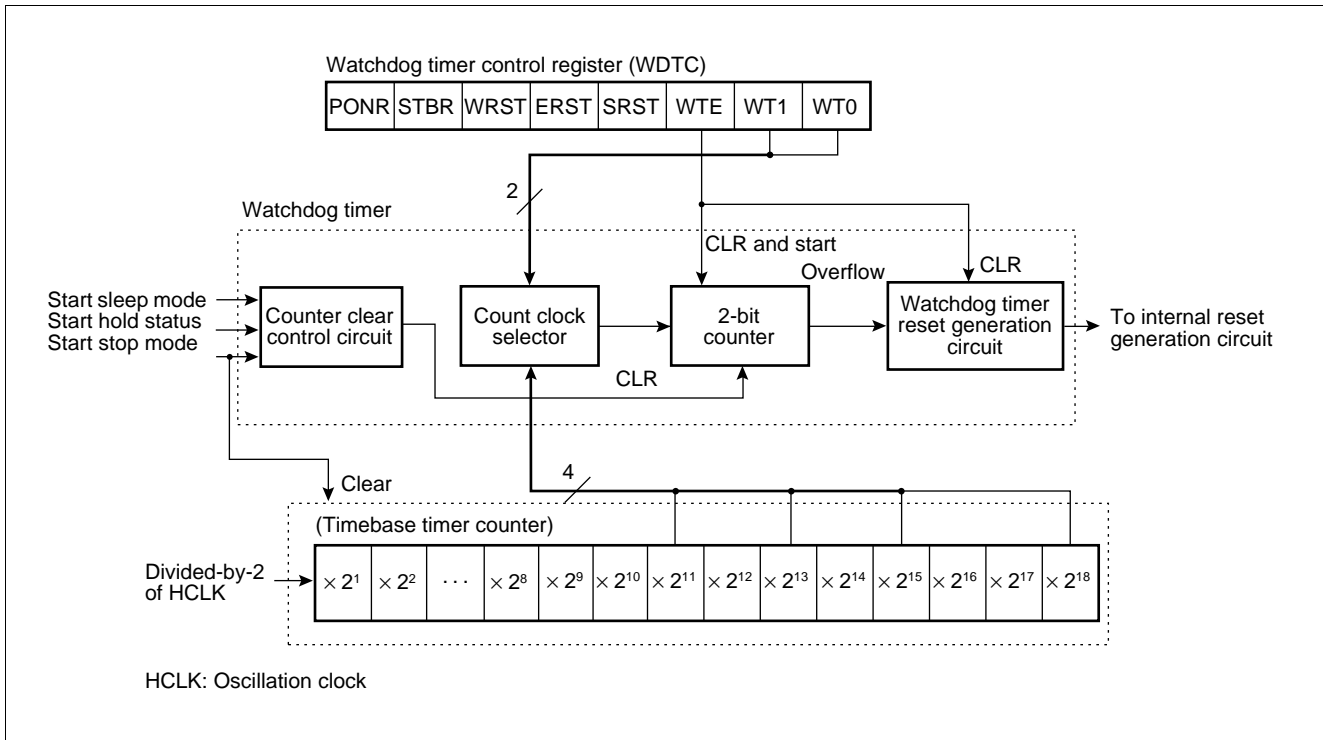 Watchdog timer control register (WDTC)
PONR STBR WRST ERST SRST WTE WT1 WT0
2
Watchdog timer
CLR and start
Overflow
CLR
Start sleep mode
Start hold status
Start stop mode
Counter clear
control circuit
Count clock
selector
2-bit
counter
Watchdog timer
reset generation
circuit
To internal reset
generation circuit
CLR
4
Clear
(Timebase timer counter)
Divided-by-2
of HCLK
× 2¹ × 2² ··· × 2⁸ × 2⁹ × 2¹⁰ × 2¹¹ × 2¹² × 2¹³ × 2¹⁴ × 2¹⁵ × 2¹⁶ × 2¹⁷ × 2¹⁸
HCLK: Oscillation clock